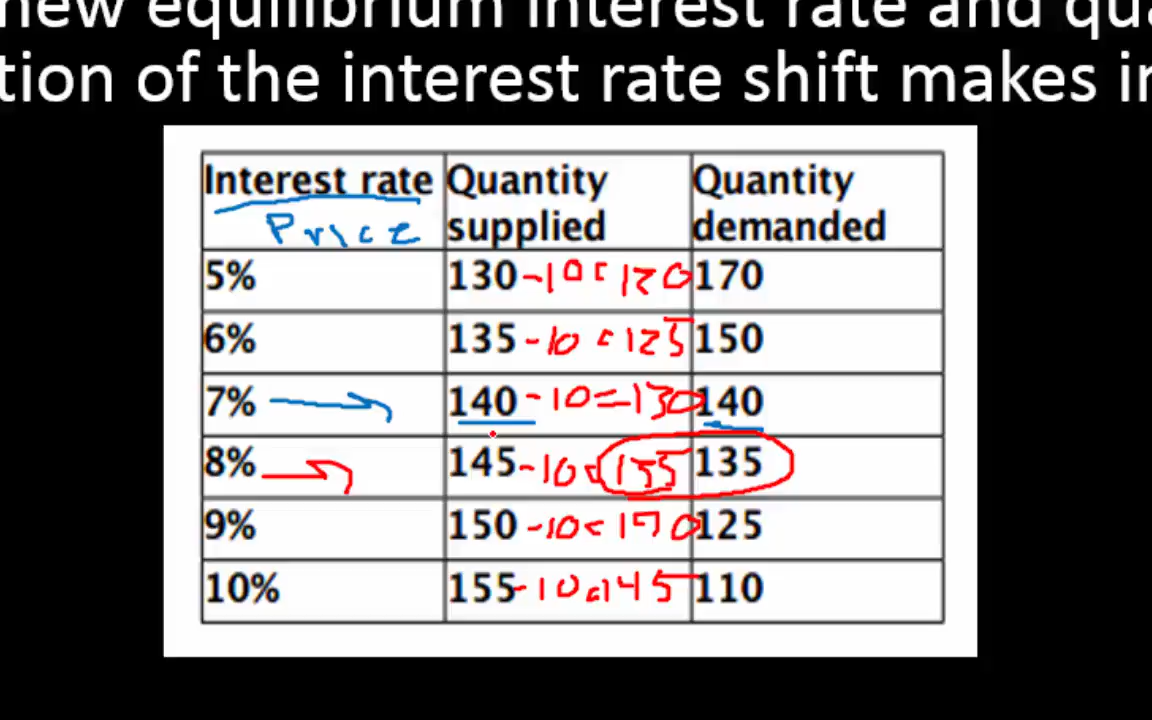 new equilibrium interest rate and qu
tion of the interest rate shift makes in
Interest rate Quantity supplied Quantity demanded
Price
5% 130 -10 = 120 170
6% 135 -10 = 125 150
7% 140 -10 = 130 140
8% 145 -10 = 135 135
9% 150 -10 = 140 125
10% 155 -10 = 145 110